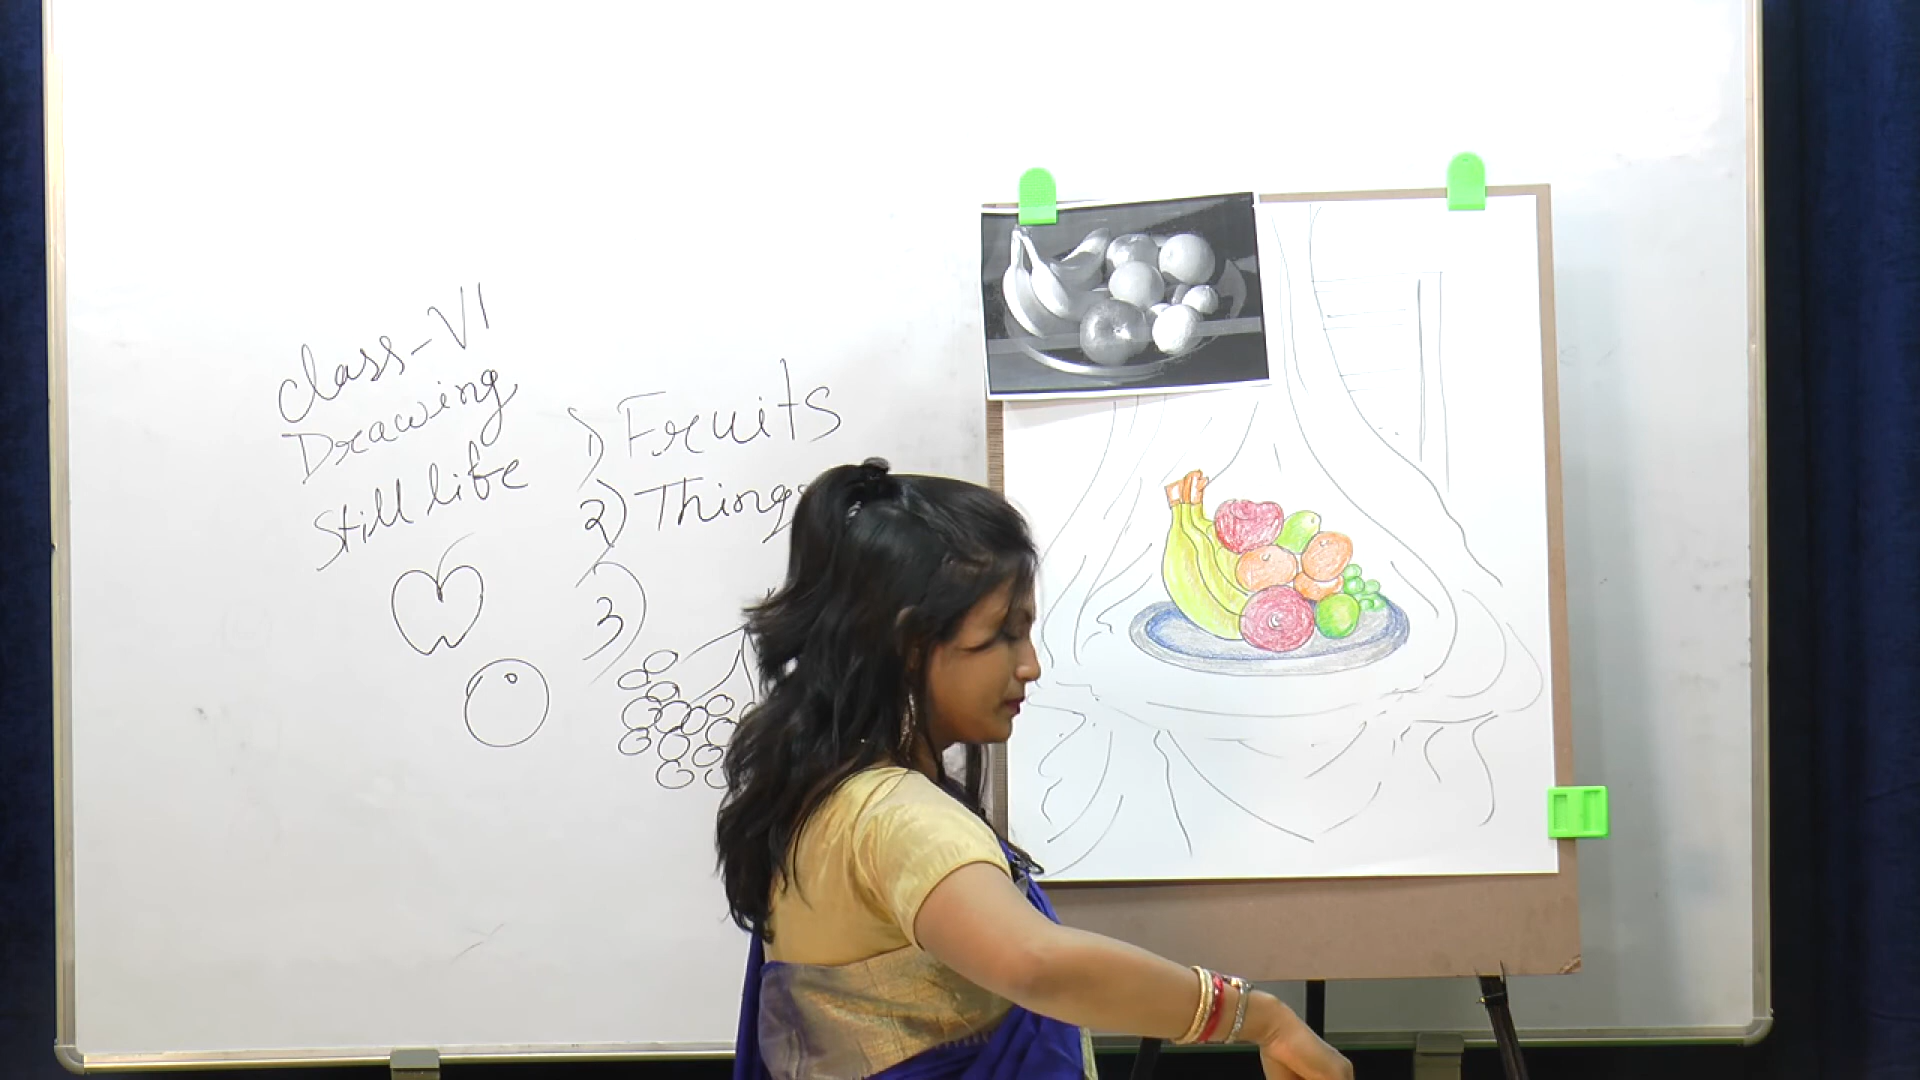 Class-VI
Drawing
Still life
1) Fruits
2) Things
3)